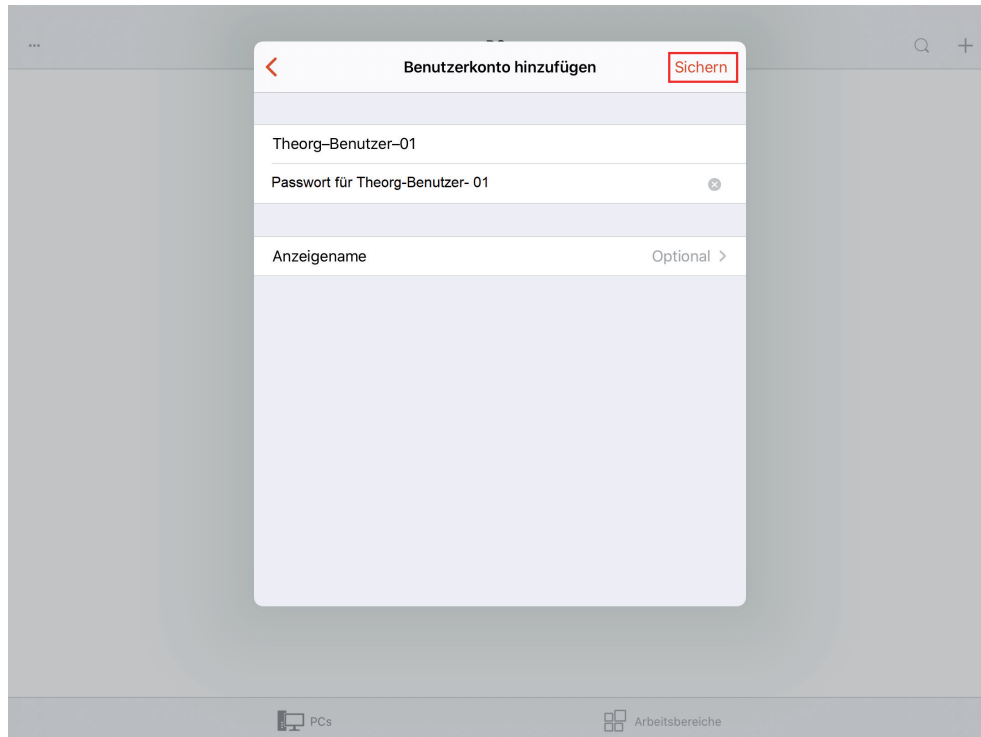 Benutzerkonto hinzufügen
Sichern
Theorg–Benutzer–01
Passwort für Theorg-Benutzer- 01
Anzeigename
Optional
PCs
Arbeitsbereiche